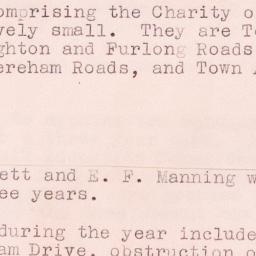 omprising the Charity o
vely small. They are T
ghton and Furlong Roads
ereham Roads, and Town
ett and E. F. Manning w
ee years.
during the year include
am Drive, obstruction o